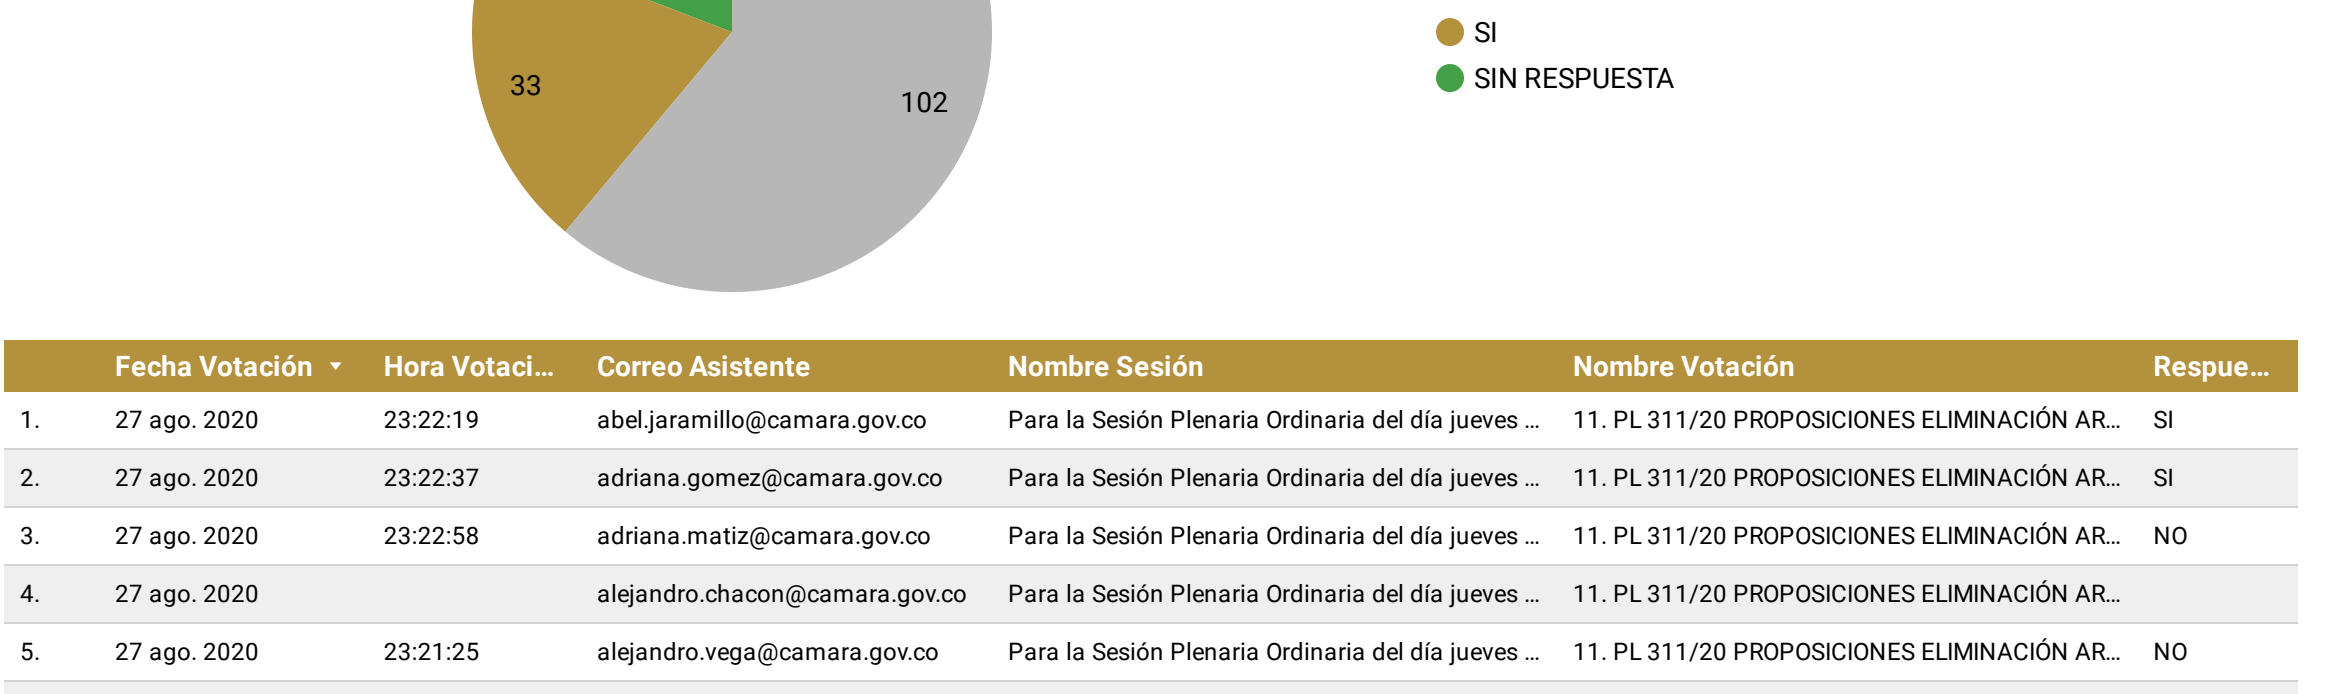 SI
SIN RESPUESTA
33
102
Fecha Votación Hora Votaci... Correo Asistente Nombre Sesión Nombre Votación Respue...
1. 27 ago. 2020 23:22:19 abel.jaramillo@camara.gov.co Para la Sesión Plenaria Ordinaria del día jueves ... 11. PL 311/20 PROPOSICIONES ELIMINACIÓN AR... SI
2. 27 ago. 2020 23:22:37 adriana.gomez@camara.gov.co Para la Sesión Plenaria Ordinaria del día jueves ... 11. PL 311/20 PROPOSICIONES ELIMINACIÓN AR... SI
3. 27 ago. 2020 23:22:58 adriana.matiz@camara.gov.co Para la Sesión Plenaria Ordinaria del día jueves ... 11. PL 311/20 PROPOSICIONES ELIMINACIÓN AR... NO
4. 27 ago. 2020 alejandro.chacon@camara.gov.co Para la Sesión Plenaria Ordinaria del día jueves ... 11. PL 311/20 PROPOSICIONES ELIMINACIÓN AR...
5. 27 ago. 2020 23:21:25 alejandro.vega@camara.gov.co Para la Sesión Plenaria Ordinaria del día jueves ... 11. PL 311/20 PROPOSICIONES ELIMINACIÓN AR... NO